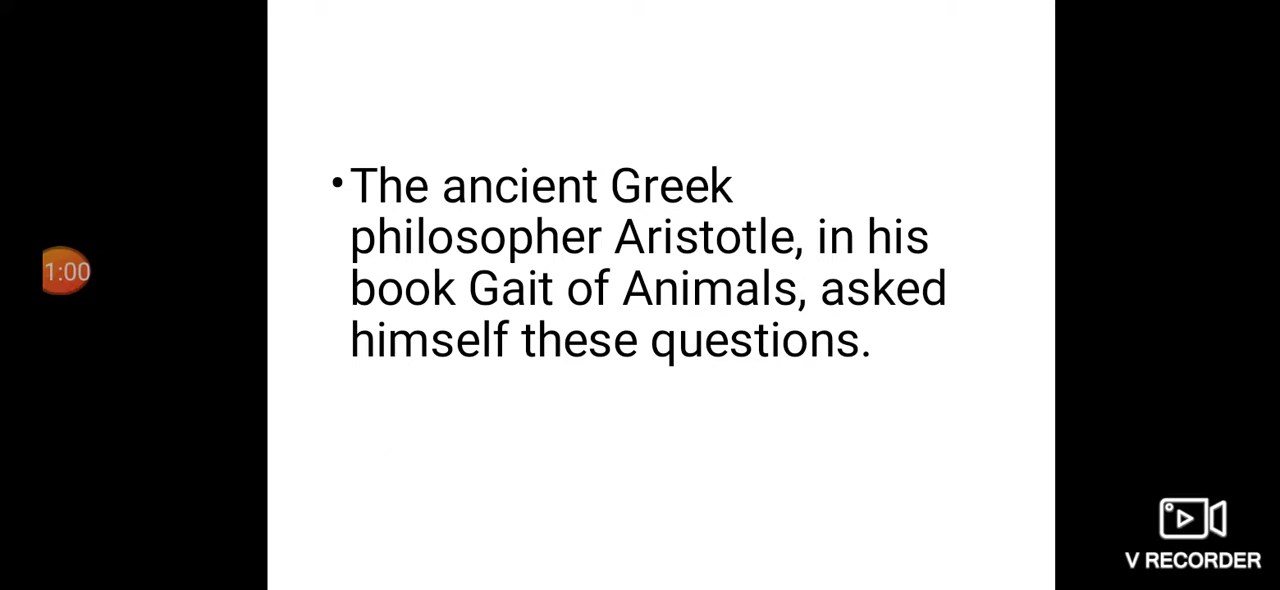 •The ancient Greek
philosopher Aristotle, in his
book Gait of Animals, asked
himself these questions.
1:00
V RECORDER